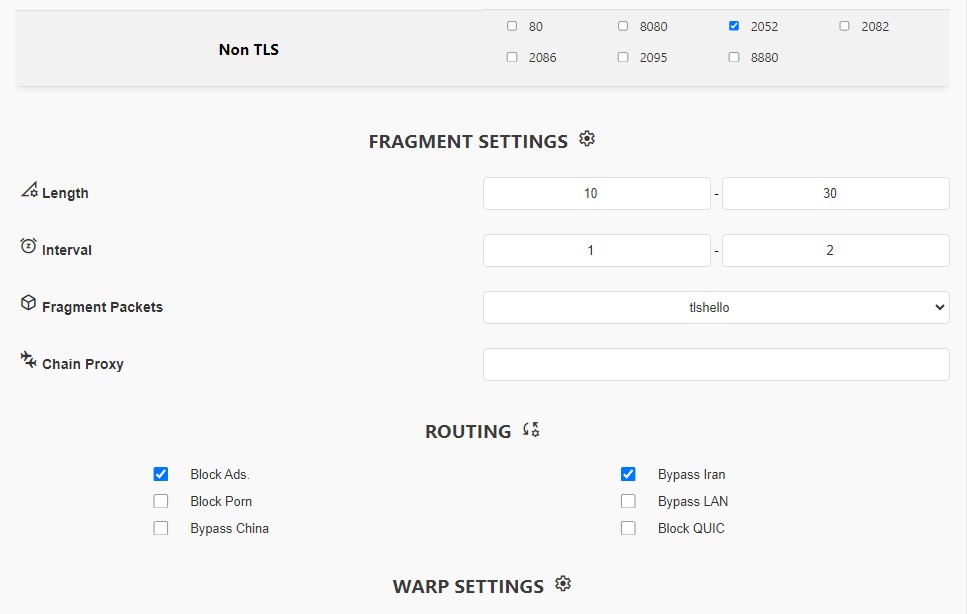 80 8080 2052 2082
Non TLS
2086 2095 8880
FRAGMENT SETTINGS
Length 10 - 30
Interval 1 - 2
Fragment Packets tlshello
Chain Proxy
ROUTING
Block Ads. Bypass Iran
Block Porn Bypass LAN
Bypass China Block QUIC
WARP SETTINGS